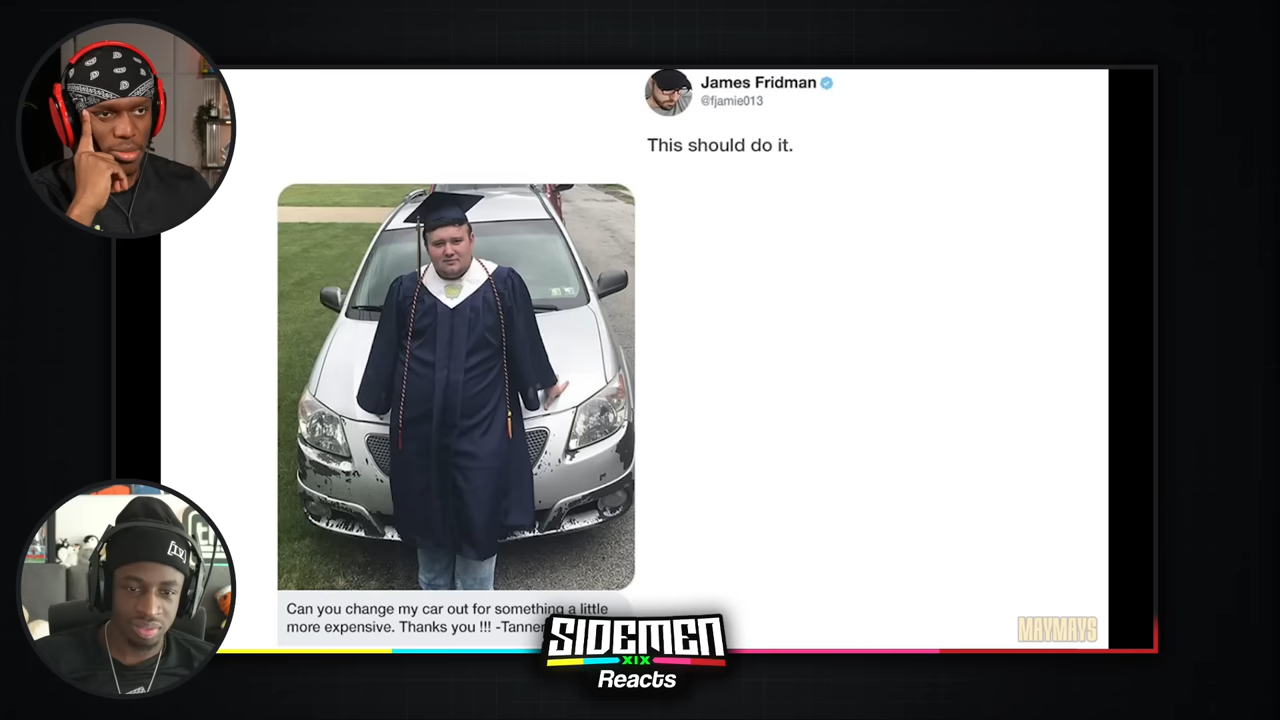 James Fridman
@fjamie013
This should do it.
Can you change my car out for something a little
more expensive. Thanks you !!! -Tanner
MAYMAYS
SIDEMEN
XIX
Reacts